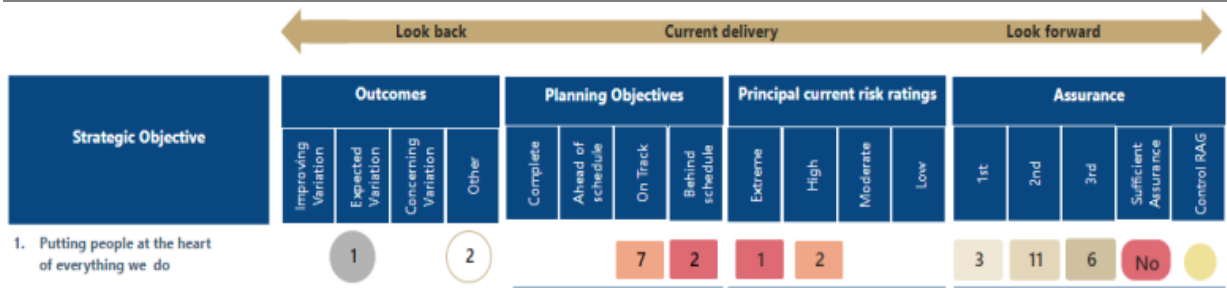 Look back Current delivery Look forward
Strategic Objective
Outcomes Planning Objectives Principal current risk ratings Assurance
Improving
Variation
Expected
Variation
Concerning
Variation
Other
Complete
Ahead of
schedule
On Track
Behind
schedule
Extreme
High
Moderate
Low
1st
2nd
3rd
Sufficient
Assurance
Control RAG
1. Putting people at the heart
of everything we do
1 2 7 2 1 2 3 11 6 No